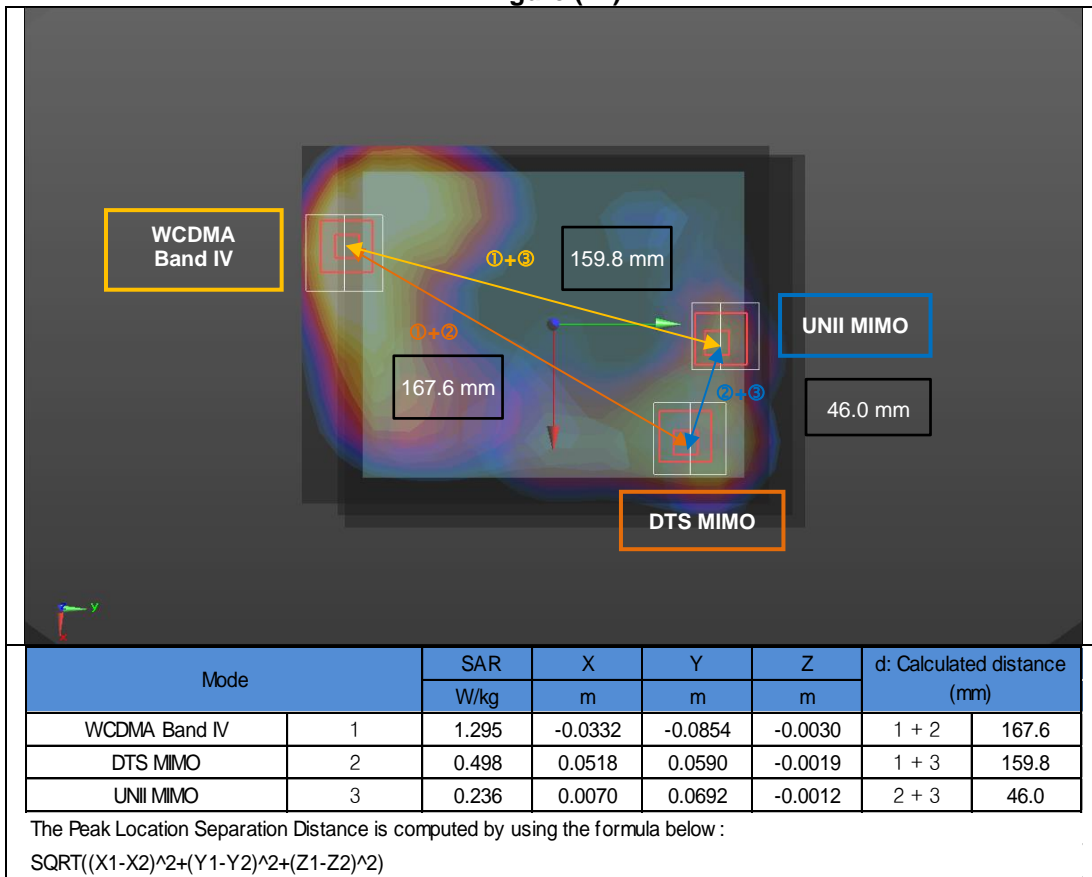 WCDMA
Band IV
①+③
159.8 mm
UNII MIMO
①+②
167.6 mm
②+③
46.0 mm
DTS MIMO
Y
X
Mode SAR X Y Z d: Calculated distance
W/kg m m m (mm)
WCDMA Band IV 1 1.295 -0.0332 -0.0854 -0.0030 1 + 2 167.6
DTS MIMO 2 0.498 0.0518 0.0590 -0.0019 1 + 3 159.8
UNII MIMO 3 0.236 0.0070 0.0692 -0.0012 2 + 3 46.0
The Peak Location Separation Distance is computed by using the formula below :
SQRT((X1-X2)^2+(Y1-Y2)^2+(Z1-Z2)^2)